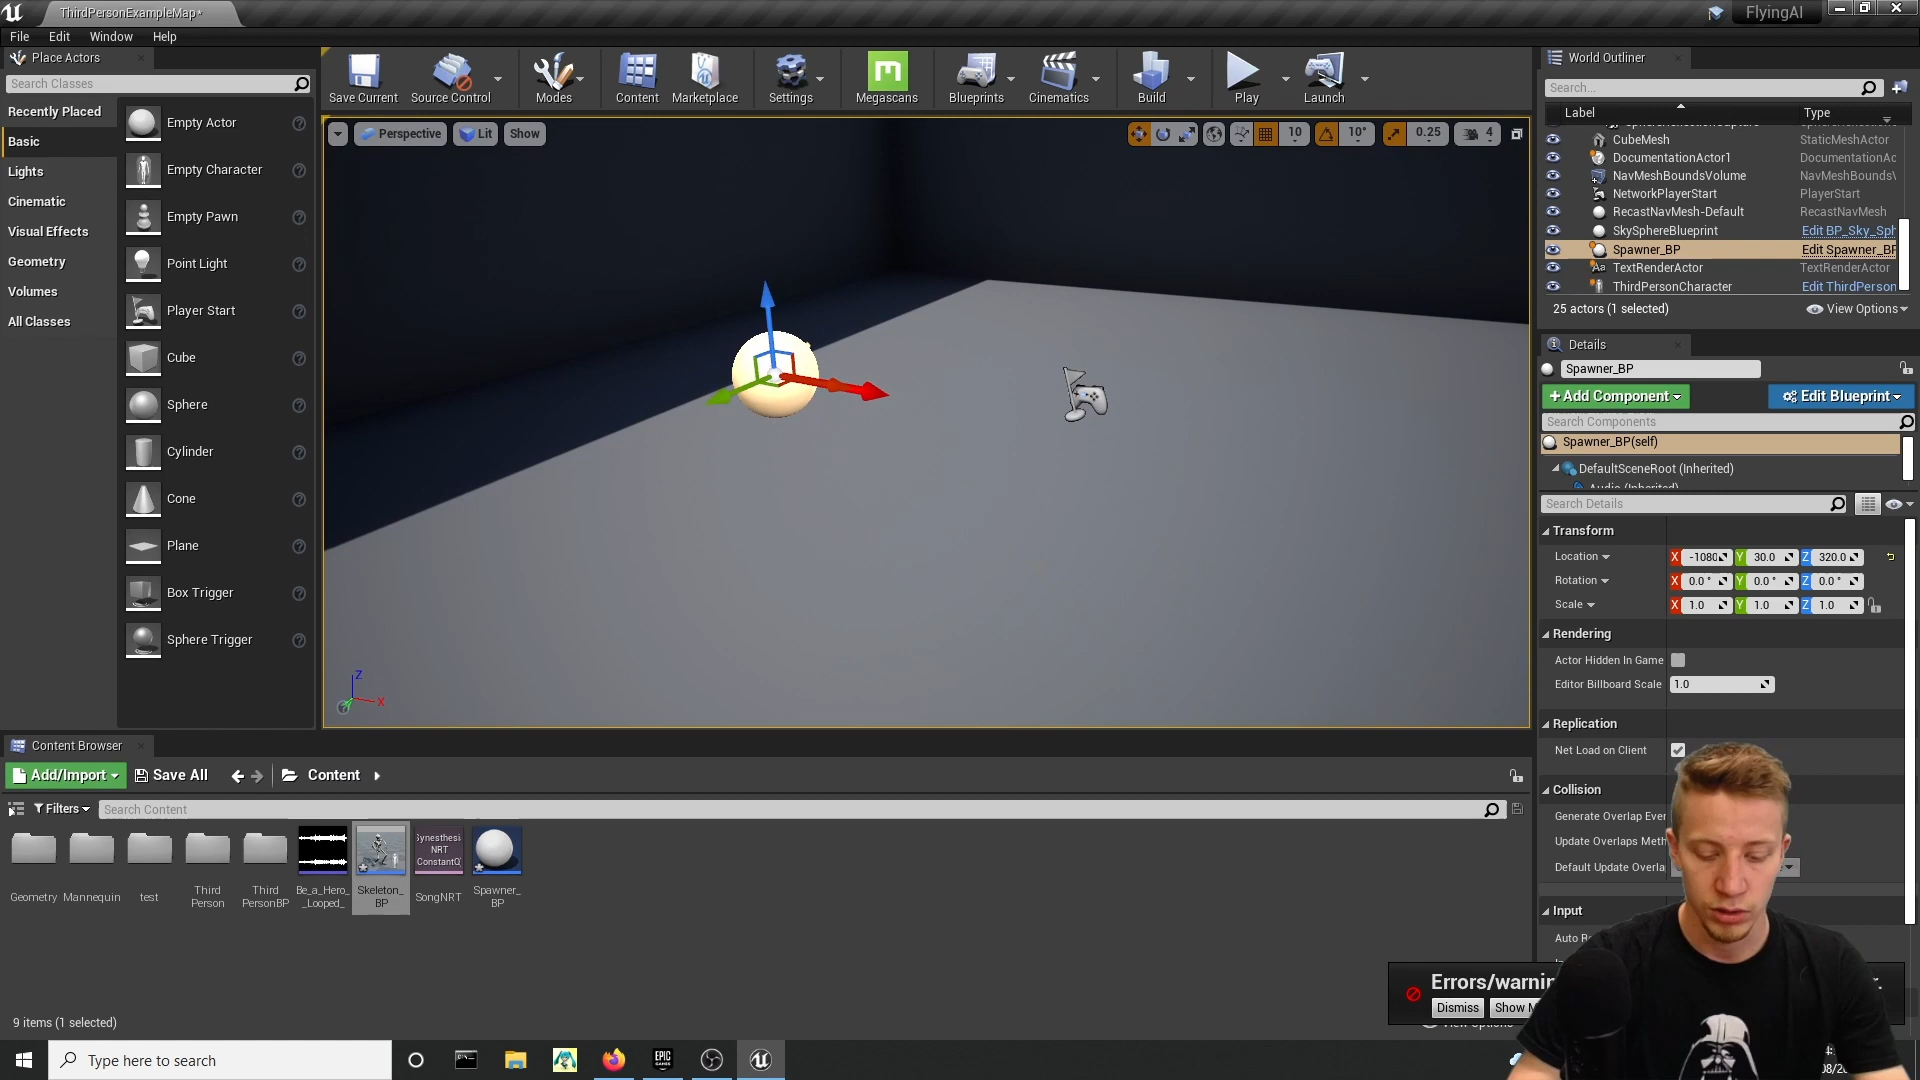 ThirdPersonExampleMap*
FlyingAI
File Edit Window Help
Place Actors
Search Classes
Recently Placed
Basic
Lights
Cinematic
Visual Effects
Geometry
Volumes
All Classes
Empty Actor
Empty Character
Empty Pawn
Point Light
Player Start
Cube
Sphere
Cylinder
Cone
Plane
Box Trigger
Sphere Trigger
Save Current
Source Control
Modes
Content
Marketplace
Settings
Megascans
Blueprints
Cinematics
Build
Play
Launch
Perspective
Lit
Show
10
10°
0.25
4
Z
X
World Outliner
Search...
Label Type
CubeMesh StaticMeshActor
DocumentationActor1 DocumentationAc
NavMeshBoundsVolume NavMeshBoundsV
NetworkPlayerStart PlayerStart
RecastNavMesh-Default RecastNavMesh
SkySphereBlueprint Edit BP_Sky_Sph
Spawner_BP Edit Spawner_BP
TextRenderActor TextRenderActor
ThirdPersonCharacter Edit ThirdPerson
25 actors (1 selected)
View Options
Details
Spawner_BP
+Add Component
Edit Blueprint
Search Components
Spawner_BP(self)
DefaultSceneRoot (Inherited)
Audio (Inherited)
Search Details
Transform
Location X -1080 Y 30.0 Z 320.0
Rotation X 0.0 ° Y 0.0 ° Z 0.0 °
Scale X 1.0 Y 1.0 Z 1.0
Rendering
Actor Hidden In Game
Editor Billboard Scale 1.0
Replication
Net Load on Client
Collision
Generate Overlap Ever
Update Overlaps Meth
Default Update Overla
Input
Auto R
Errors/warnin
Dismiss
Show M
View Options
Content Browser
Add/Import
Save All
Content
Filters
Search Content
Geometry
Mannequin
test
Third
Person
Third
PersonBP
Be_a_Hero_
_Looped_
Skeleton_
BP
Synesthesi
NRT
ConstantQ
SongNRT
Spawner_
BP
9 items (1 selected)
Type here to search
EPIC
GAMES